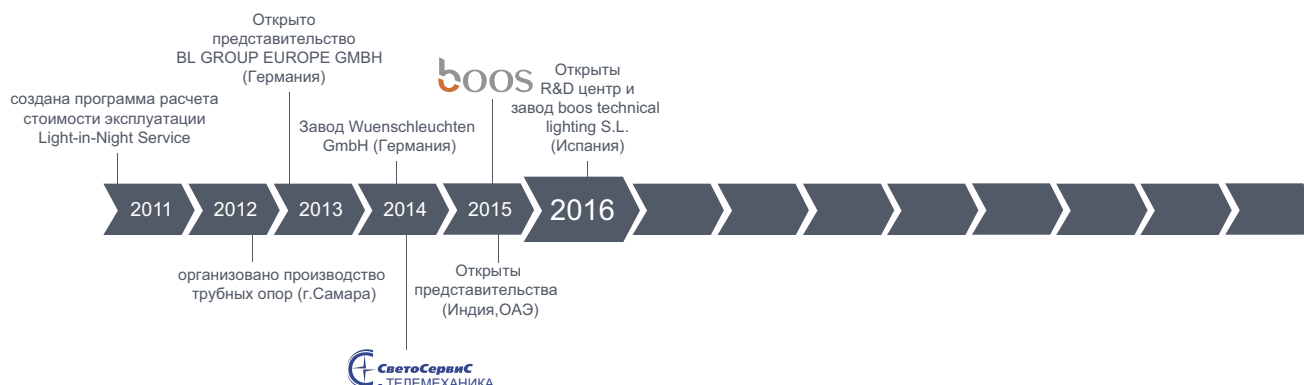 Открыто
представительство
BL GROUP EUROPE GMBH
(Германия)
создана программа расчета
стоимости эксплуатации
Light-in-Night Service
Завод Wuenschleuchten
GmbH (Германия)
boos
Открыты
R&D центр и
завод boos technical
lighting S.L.
(Испания)
2011
2012
2013
2014
2015
2016
организовано производство
трубных опор (г.Самара)
Открыты
представительства
(Индия,ОАЭ)
СветоСервиС
- ТЕЛЕМЕХАНИКА